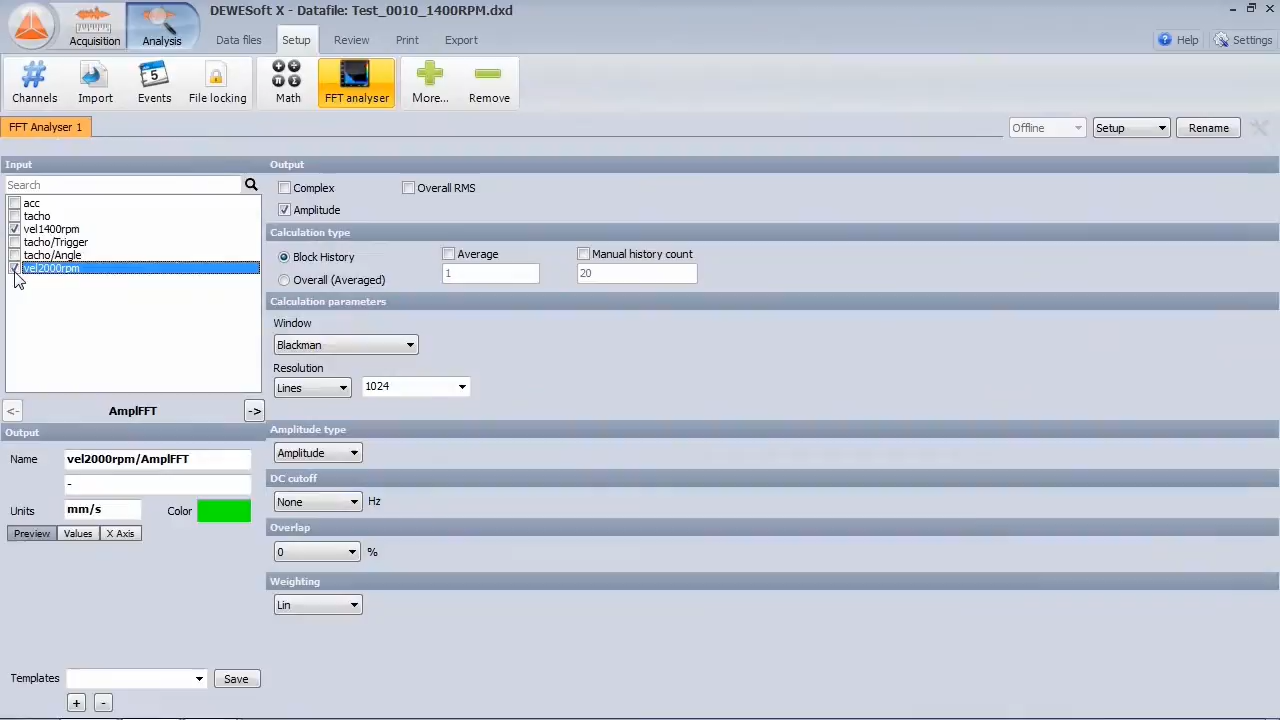 DEWESoft X - Datafile: Test_0010_1400RPM.dxd
Acquisition
Analysis
Data files
Setup
Review
Print
Export
Help
Settings
Channels
Import
5
Events
File locking
Math
FFT analyser
More...
Remove
FFT Analyser 1
Offline
Setup
Rename
Input
Search
acc
tacho
vel1400rpm
tacho/Trigger
tacho/Angle
vel2000rpm
<-
AmplFFT
->
Output
Name
vel2000rpm/AmplFFT
-
Units
mm/s
Color
Preview
Values
X Axis
Templates
Save
+
-
Output
Complex
Overall RMS
Amplitude
Calculation type
Block History
Average
Manual history count
Overall (Averaged)
1
20
Calculation parameters
Window
Blackman
Resolution
Lines
1024
Amplitude type
Amplitude
DC cutoff
None
Hz
Overlap
0
%
Weighting
Lin